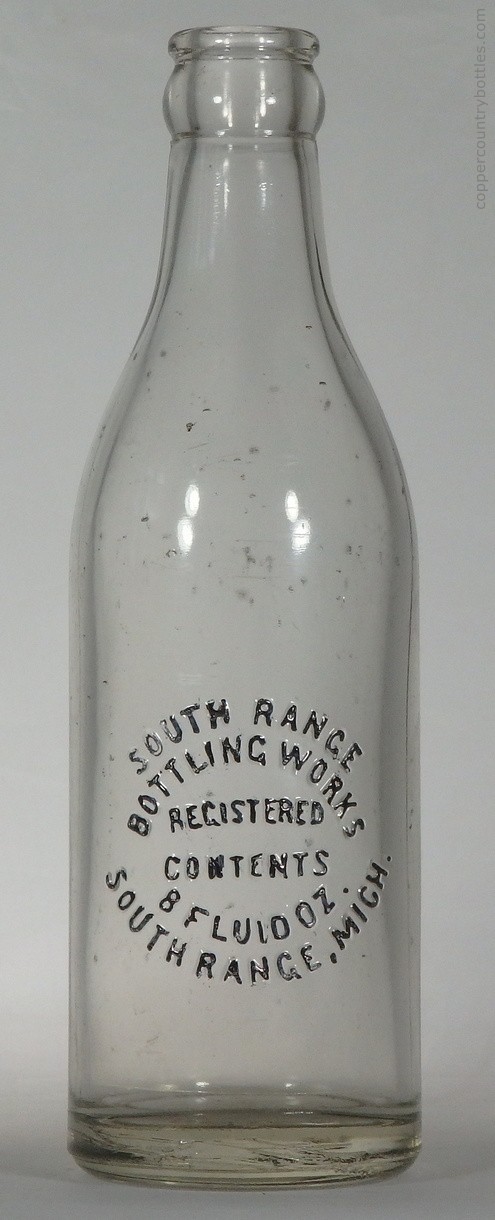 coppercountrybottles.com
SOUTH RANGE
BOTTLING WORKS
REGISTERED
CONTENTS
8 FLUID OZ.
SOUTH RANGE, MICH.